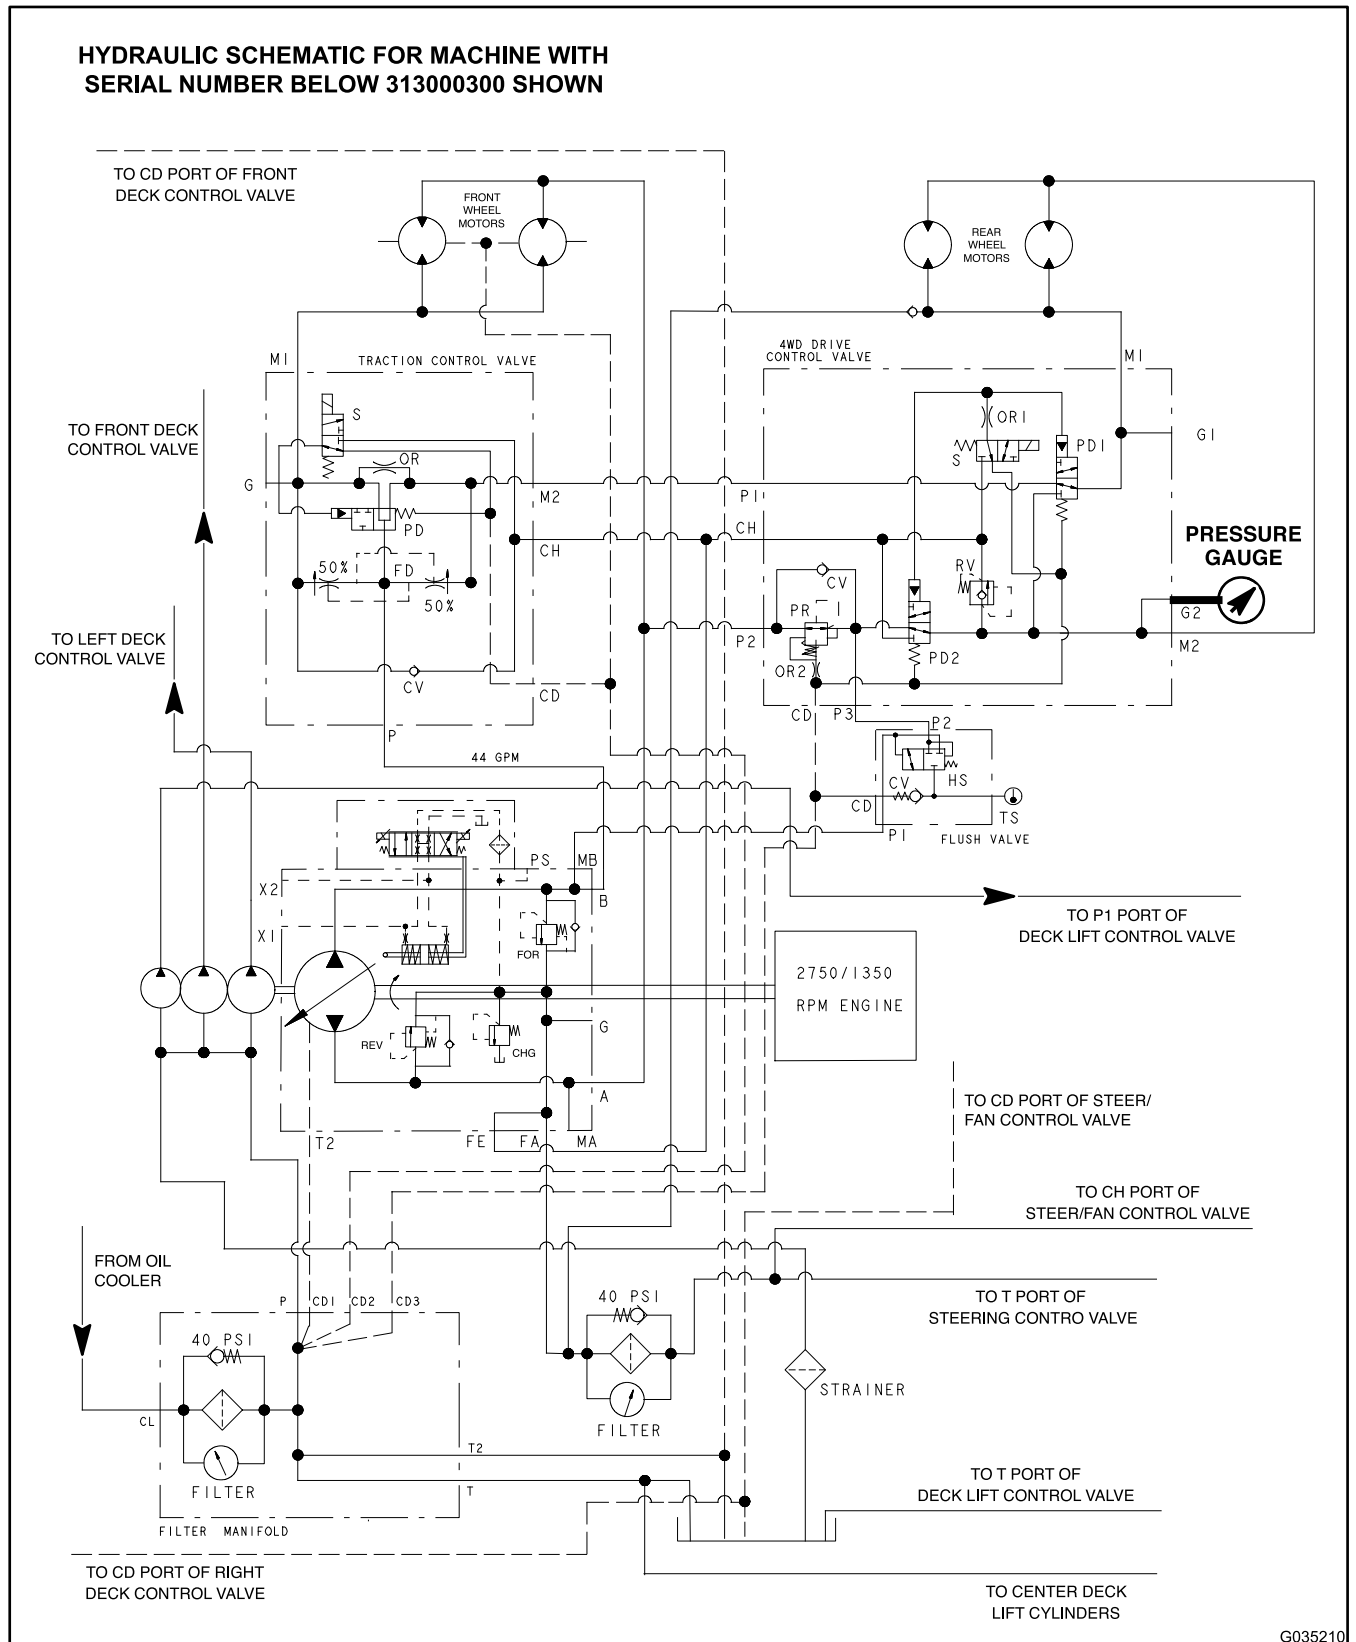 HYDRAULIC SCHEMATIC FOR MACHINE WITH
SERIAL NUMBER BELOW 313000300 SHOWN
TO CD PORT OF FRONT
DECK CONTROL VALVE
FRONT
WHEEL
MOTORS
REAR
WHEEL
MOTORS
M1
TRACTION CONTROL VALVE
4WD DRIVE
CONTROL VALVE
M1
TO FRONT DECK
CONTROL VALVE
S
OR
G
M2
PD
CH
50%
FD
50%
CV
CD
P
OR1
S
PD1
G1
P1
CH
PRESSURE
GAUGE
RV
CV
PR
G2
P2
M2
PD2
OR2
CD
P3
TO LEFT DECK
CONTROL VALVE
44 GPM
P2
HS
CV
CD
TS
P1
FLUSH VALVE
PS
MB
X2
B
X1
FOR
TO P1 PORT OF
DECK LIFT CONTROL VALVE
2750/1350
RPM ENGINE
G
REV
CHG
A
T2
FE
FA
MA
TO CD PORT OF STEER/
FAN CONTROL VALVE
TO CH PORT OF
STEER/FAN CONTROL VALVE
FROM OIL
COOLER
P
CD1
CD2
CD3
40 PSI
TO T PORT OF
STEERING CONTRO VALVE
40 PSI
STRAINER
CL
FILTER
T2
FILTER
T
TO T PORT OF
DECK LIFT CONTROL VALVE
FILTER MANIFOLD
TO CD PORT OF RIGHT
DECK CONTROL VALVE
TO CENTER DECK
LIFT CYLINDERS
G035210